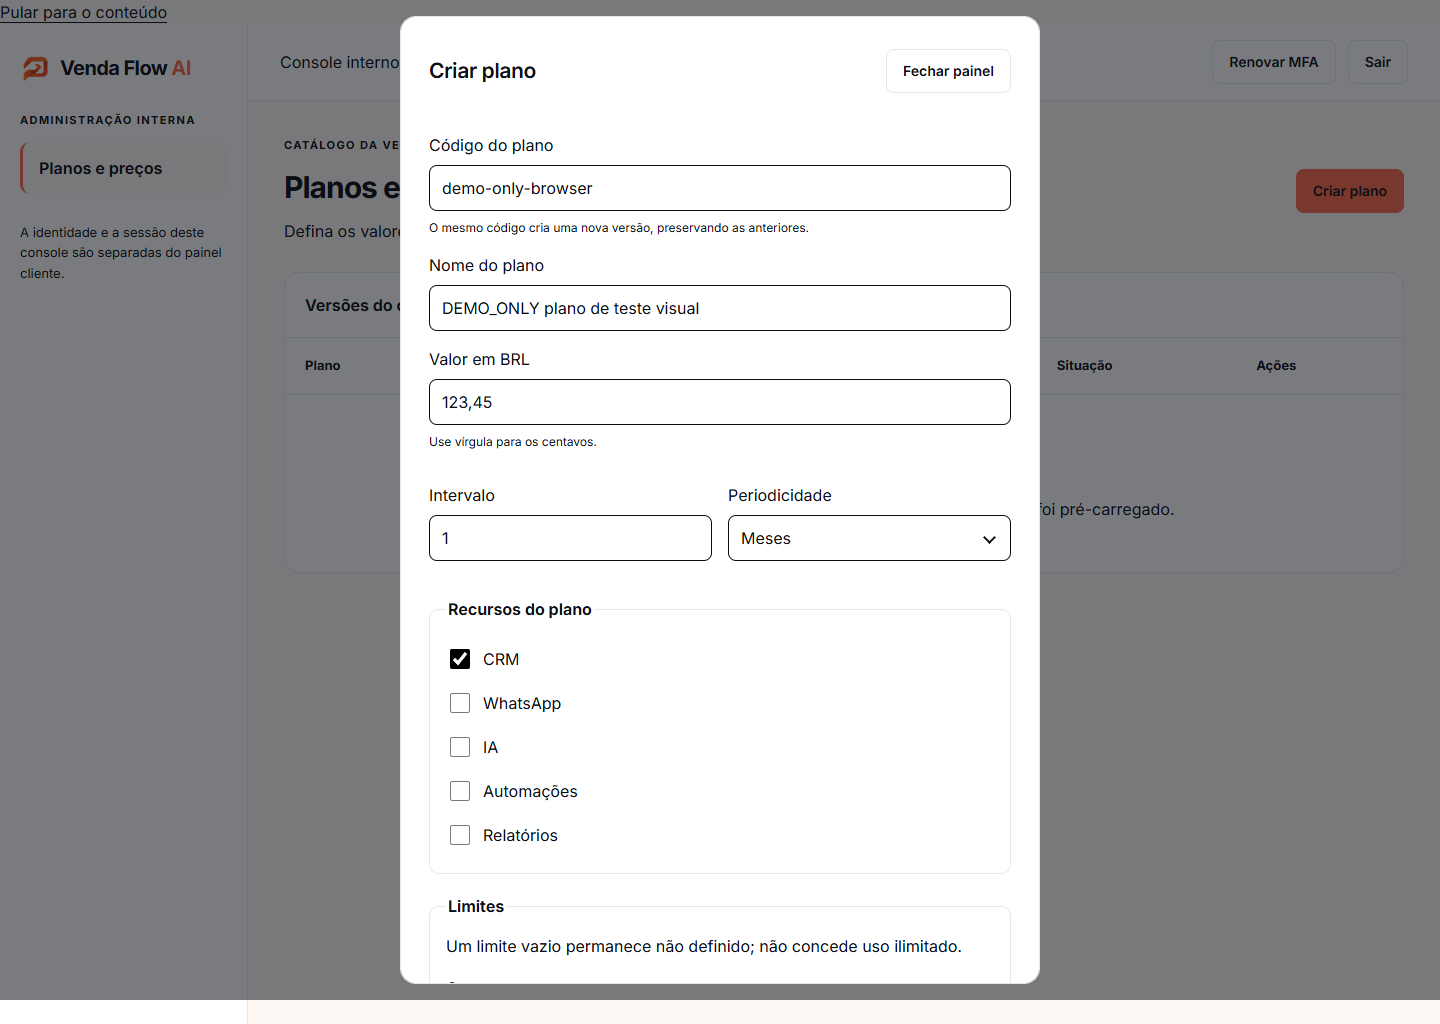 Pular para o conteúdo
Venda Flow AI
ADMINISTRAÇÃO INTERNA
Planos e preços
A identidade e a sessão deste
console são separadas do painel
cliente.
Console interno
Renovar MFA
Sair
CATÁLOGO DA VE
Planos e
Defina os valor
Criar plano
Versões do
Plano
Situação
Ações
foi pré-carregado.
Criar plano
Fechar painel
Código do plano
demo-only-browser
O mesmo código cria uma nova versão, preservando as anteriores.
Nome do plano
DEMO_ONLY plano de teste visual
Valor em BRL
123,45
Use vírgula para os centavos.
Intervalo
Periodicidade
1
Meses
Recursos do plano
CRM
WhatsApp
IA
Automações
Relatórios
Limites
Um limite vazio permanece não definido; não concede uso ilimitado.